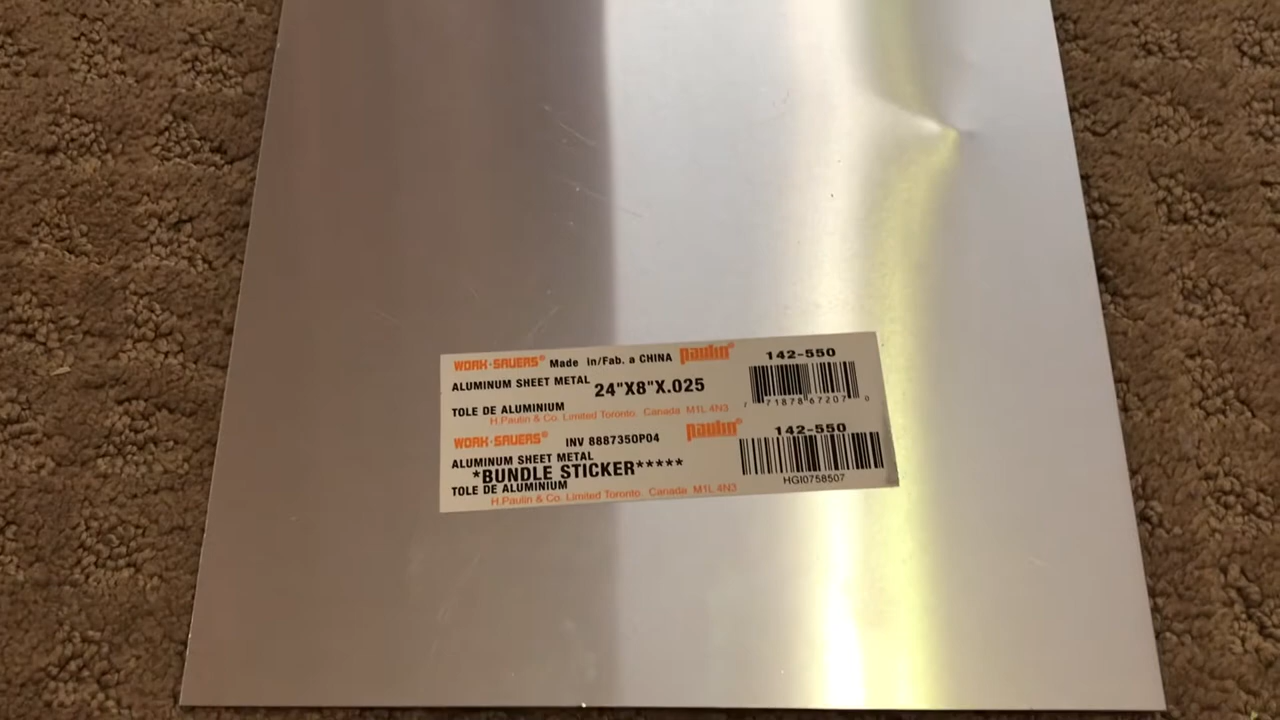 WORK·SAVERS® Made in/Fab. a CHINA paulin® 142-550
ALUMINUM SHEET METAL 24"X8"X.025
TOLE DE ALUMINIUM 7 71878 67207 0
H.Paulin & Co. Limited Toronto. Canada M1L 4N3
WORK·SAVERS® INV 8887350P04 paulin® 142-550
ALUMINUM SHEET METAL
*BUNDLE STICKER*****
TOLE DE ALUMINIUM HGI0758507
H.Paulin & Co. Limited Toronto. Canada M1L 4N3